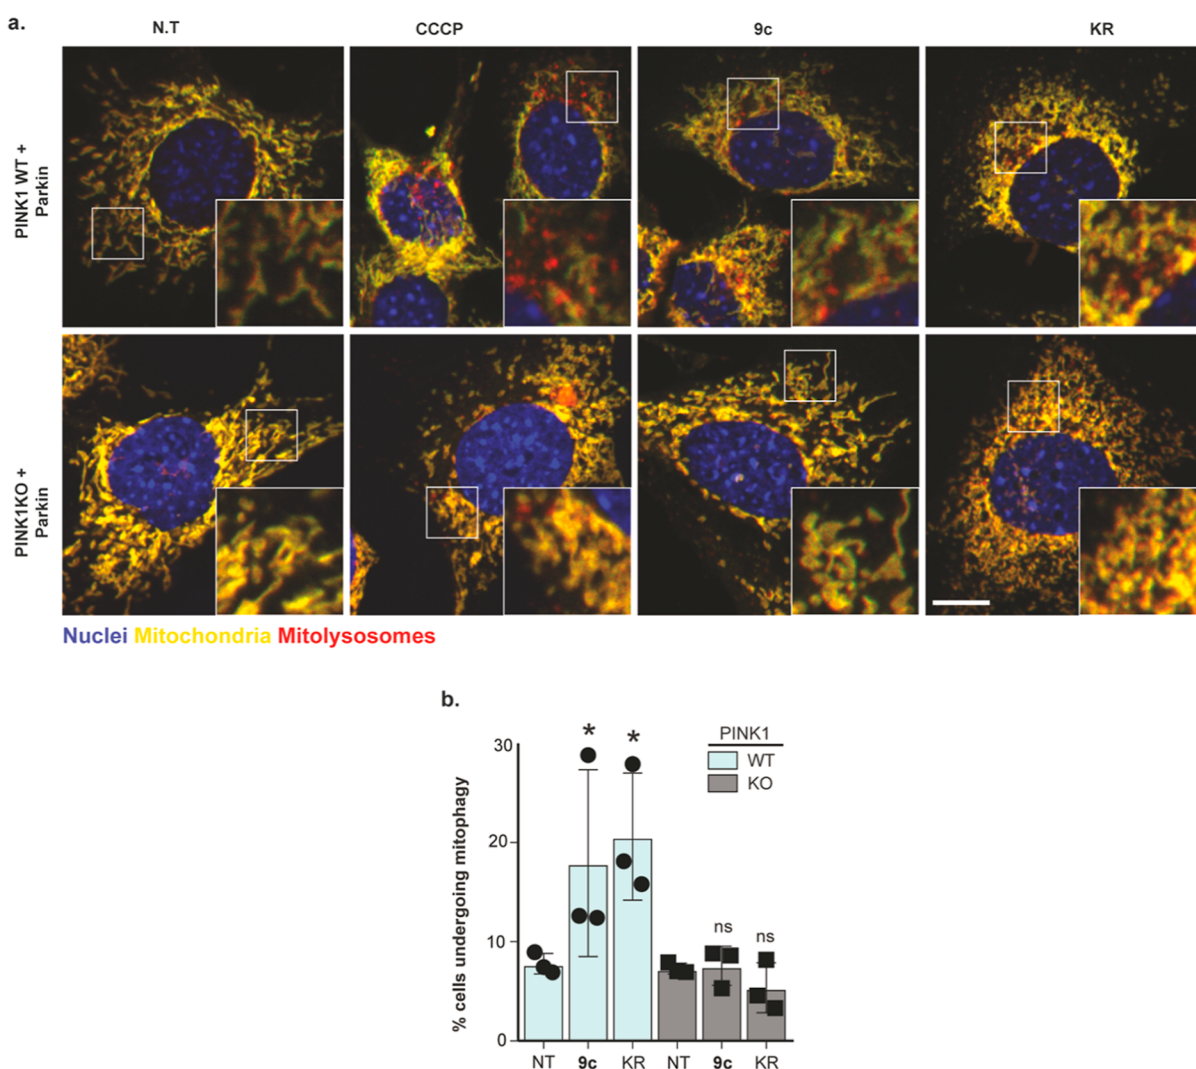 a.
N.T CCCP 9c KR
PINK1 WT +
Parkin
PINK1KO +
Parkin
Nuclei Mitochondria Mitolysosomes
b.
% cells undergoing mitophagy
30
20
10
0
* *
ns ns
PINK1
WT
KO
NT 9c KR NT 9c KR